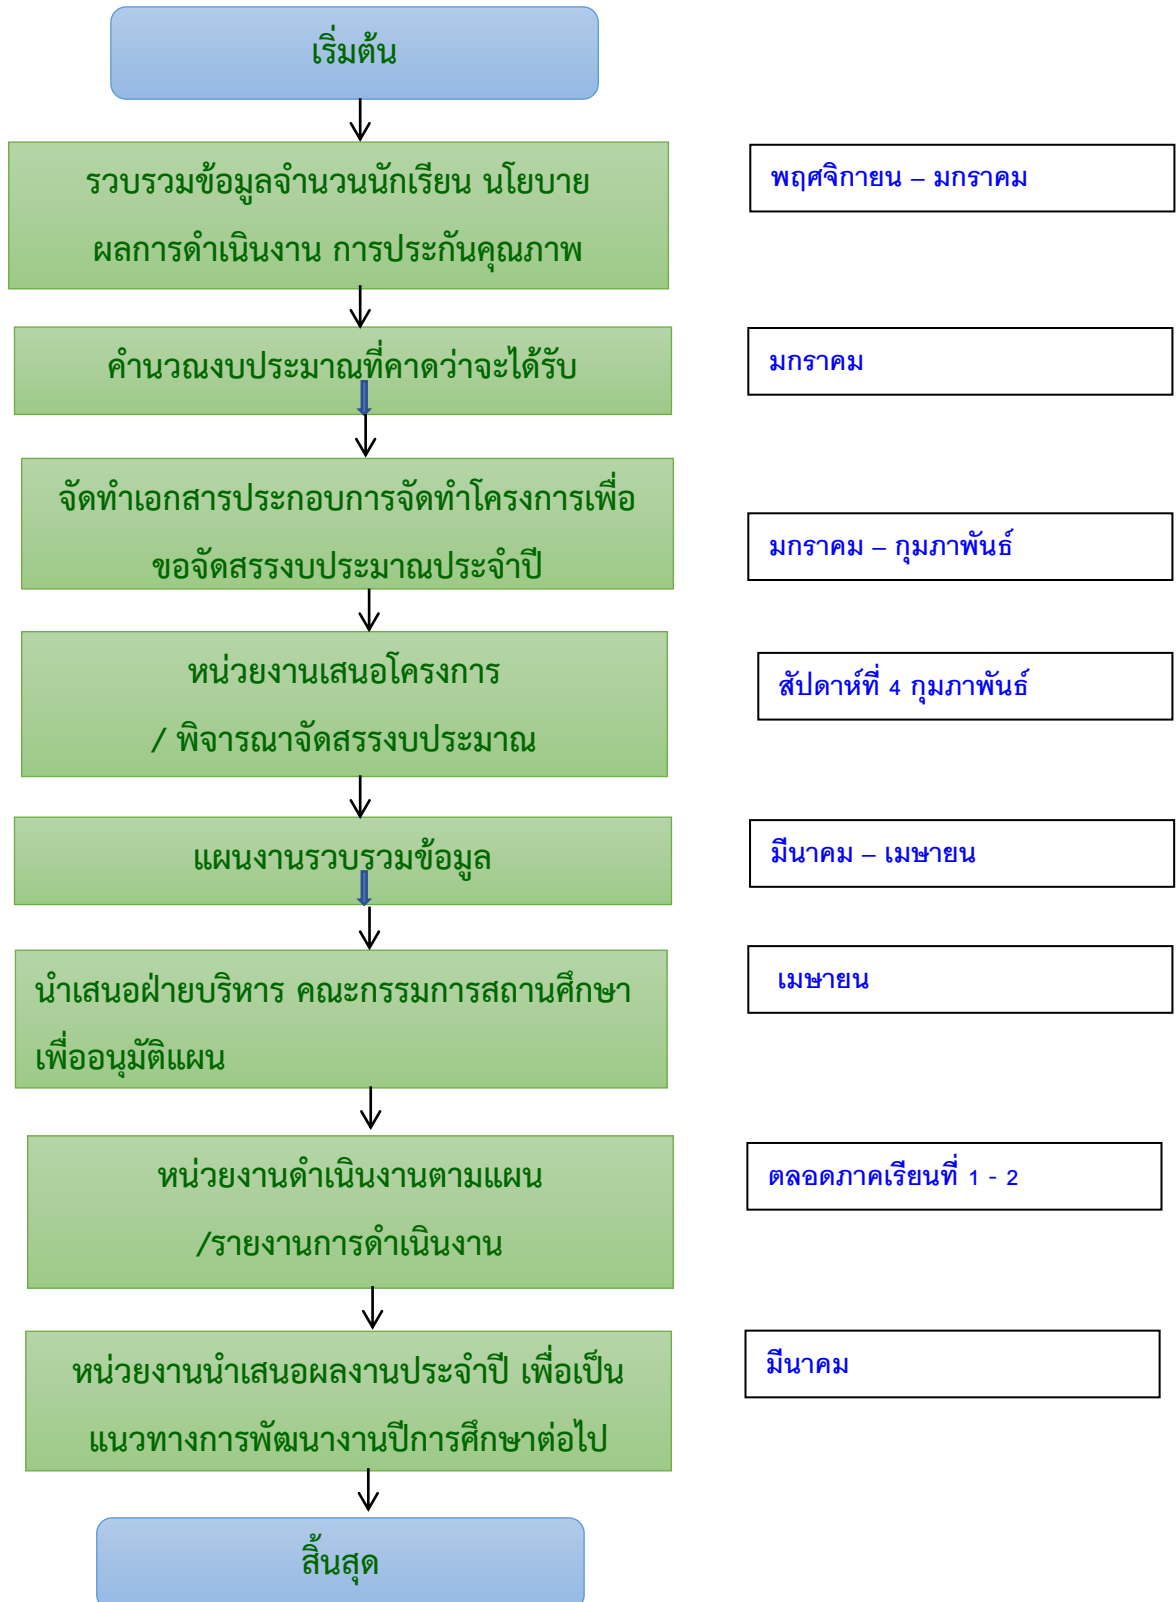 เริ่มต้น
รวบรวมข้อมูลจำนวนนักเรียน นโยบาย
ผลการดำเนินงาน การประกันคุณภาพ
พฤศจิกายน – มกราคม
คำนวณงบประมาณที่คาดว่าจะได้รับ
มกราคม
จัดทำเอกสารประกอบการจัดทำโครงการเพื่อ
ขอจัดสรรงบประมาณประจำปี
มกราคม – กุมภาพันธ์
หน่วยงานเสนอโครงการ
/ พิจารณาจัดสรรงบประมาณ
สัปดาห์ที่ 4 กุมภาพันธ์
แผนงานรวบรวมข้อมูล
มีนาคม – เมษายน
นำเสนอฝ่ายบริหาร คณะกรรมการสถานศึกษา
เพื่ออนุมัติแผน
เมษายน
หน่วยงานดำเนินงานตามแผน
/รายงานการดำเนินงาน
ตลอดภาคเรียนที่ 1 - 2
หน่วยงานนำเสนอผลงานประจำปี เพื่อเป็น
แนวทางการพัฒนางานปีการศึกษาต่อไป
มีนาคม
สิ้นสุด